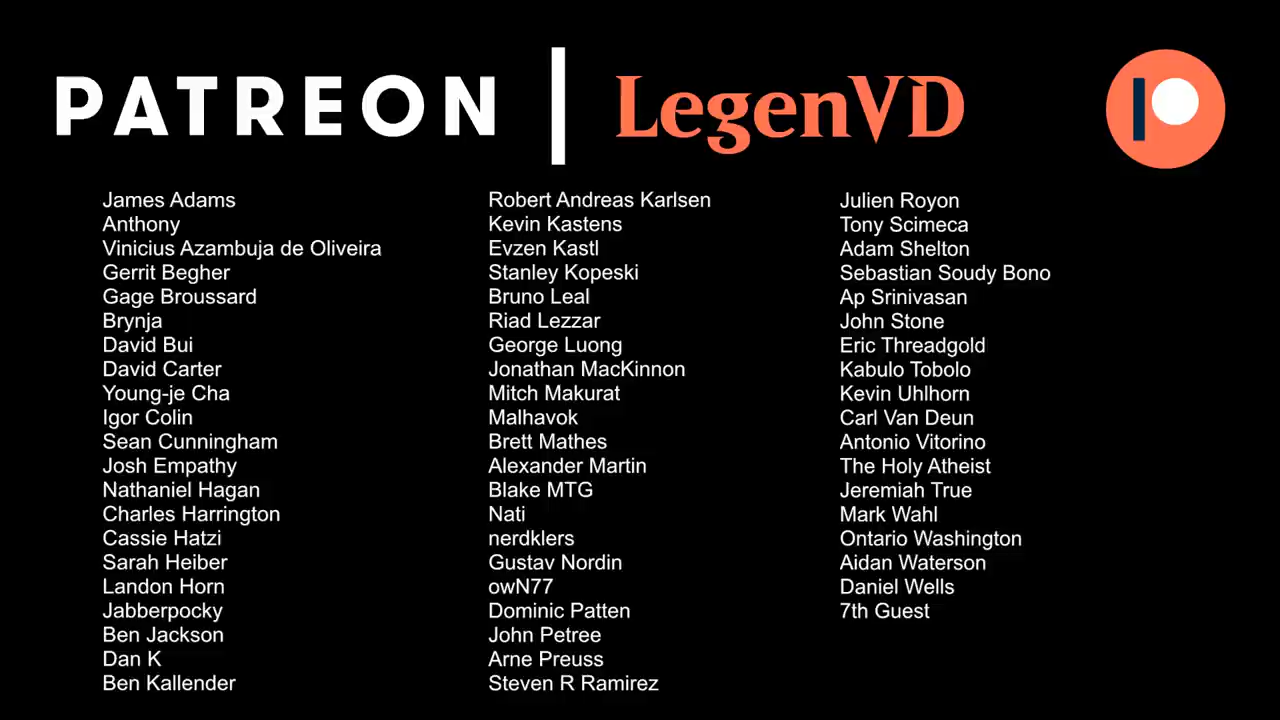 PATREON | LegenVD
James Adams
Anthony
Vinicius Azambuja de Oliveira
Gerrit Begher
Gage Broussard
Brynja
David Bui
David Carter
Young-je Cha
Igor Colin
Sean Cunningham
Josh Empathy
Nathaniel Hagan
Charles Harrington
Cassie Hatzi
Sarah Heiber
Landon Horn
Jabberpocky
Ben Jackson
Dan K
Ben Kallender
Robert Andreas Karlsen
Kevin Kastens
Evzen Kastl
Stanley Kopeski
Bruno Leal
Riad Lezzar
George Luong
Jonathan MacKinnon
Mitch Makurat
Malhavok
Brett Mathes
Alexander Martin
Blake MTG
Nati
nerdklers
Gustav Nordin
owN77
Dominic Patten
John Petree
Arne Preuss
Steven R Ramirez
Julien Royon
Tony Scimeca
Adam Shelton
Sebastian Soudy Bono
Ap Srinivasan
John Stone
Eric Threadgold
Kabulo Tobolo
Kevin Uhlhorn
Carl Van Deun
Antonio Vitorino
The Holy Atheist
Jeremiah True
Mark Wahl
Ontario Washington
Aidan Waterson
Daniel Wells
7th Guest